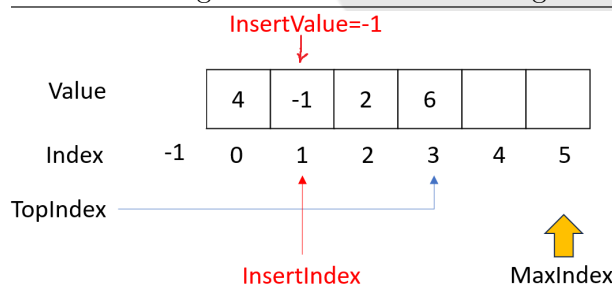 InsertValue=-1
Value 4 -1 2 6
Index -1 0 1 2 3 4 5
TopIndex
InsertIndex MaxIndex